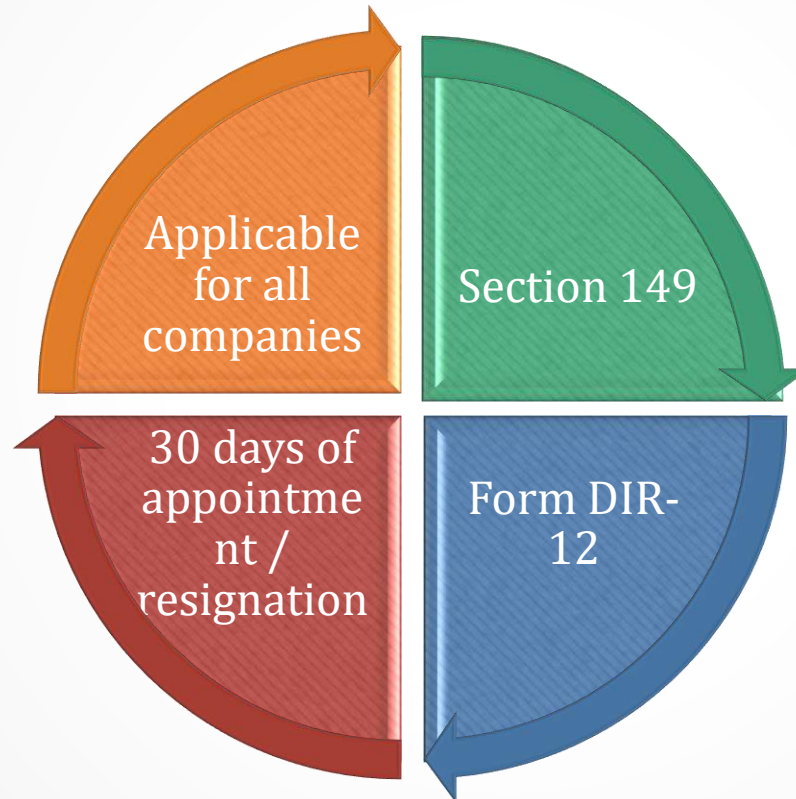 Applicable
for all
companies
Section 149
30 days of
appointme
nt /
resignation
Form DIR-
12